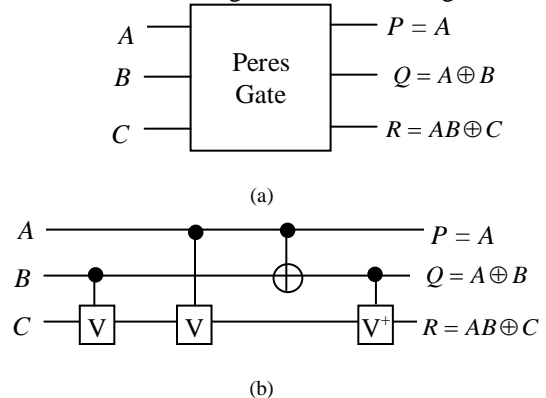 A P = A
B Peres Gate Q = A ⊕ B
C R = AB ⊕ C
(a)
A P = A
B Q = A ⊕ B
C V V V⁺ R = AB ⊕ C
(b)